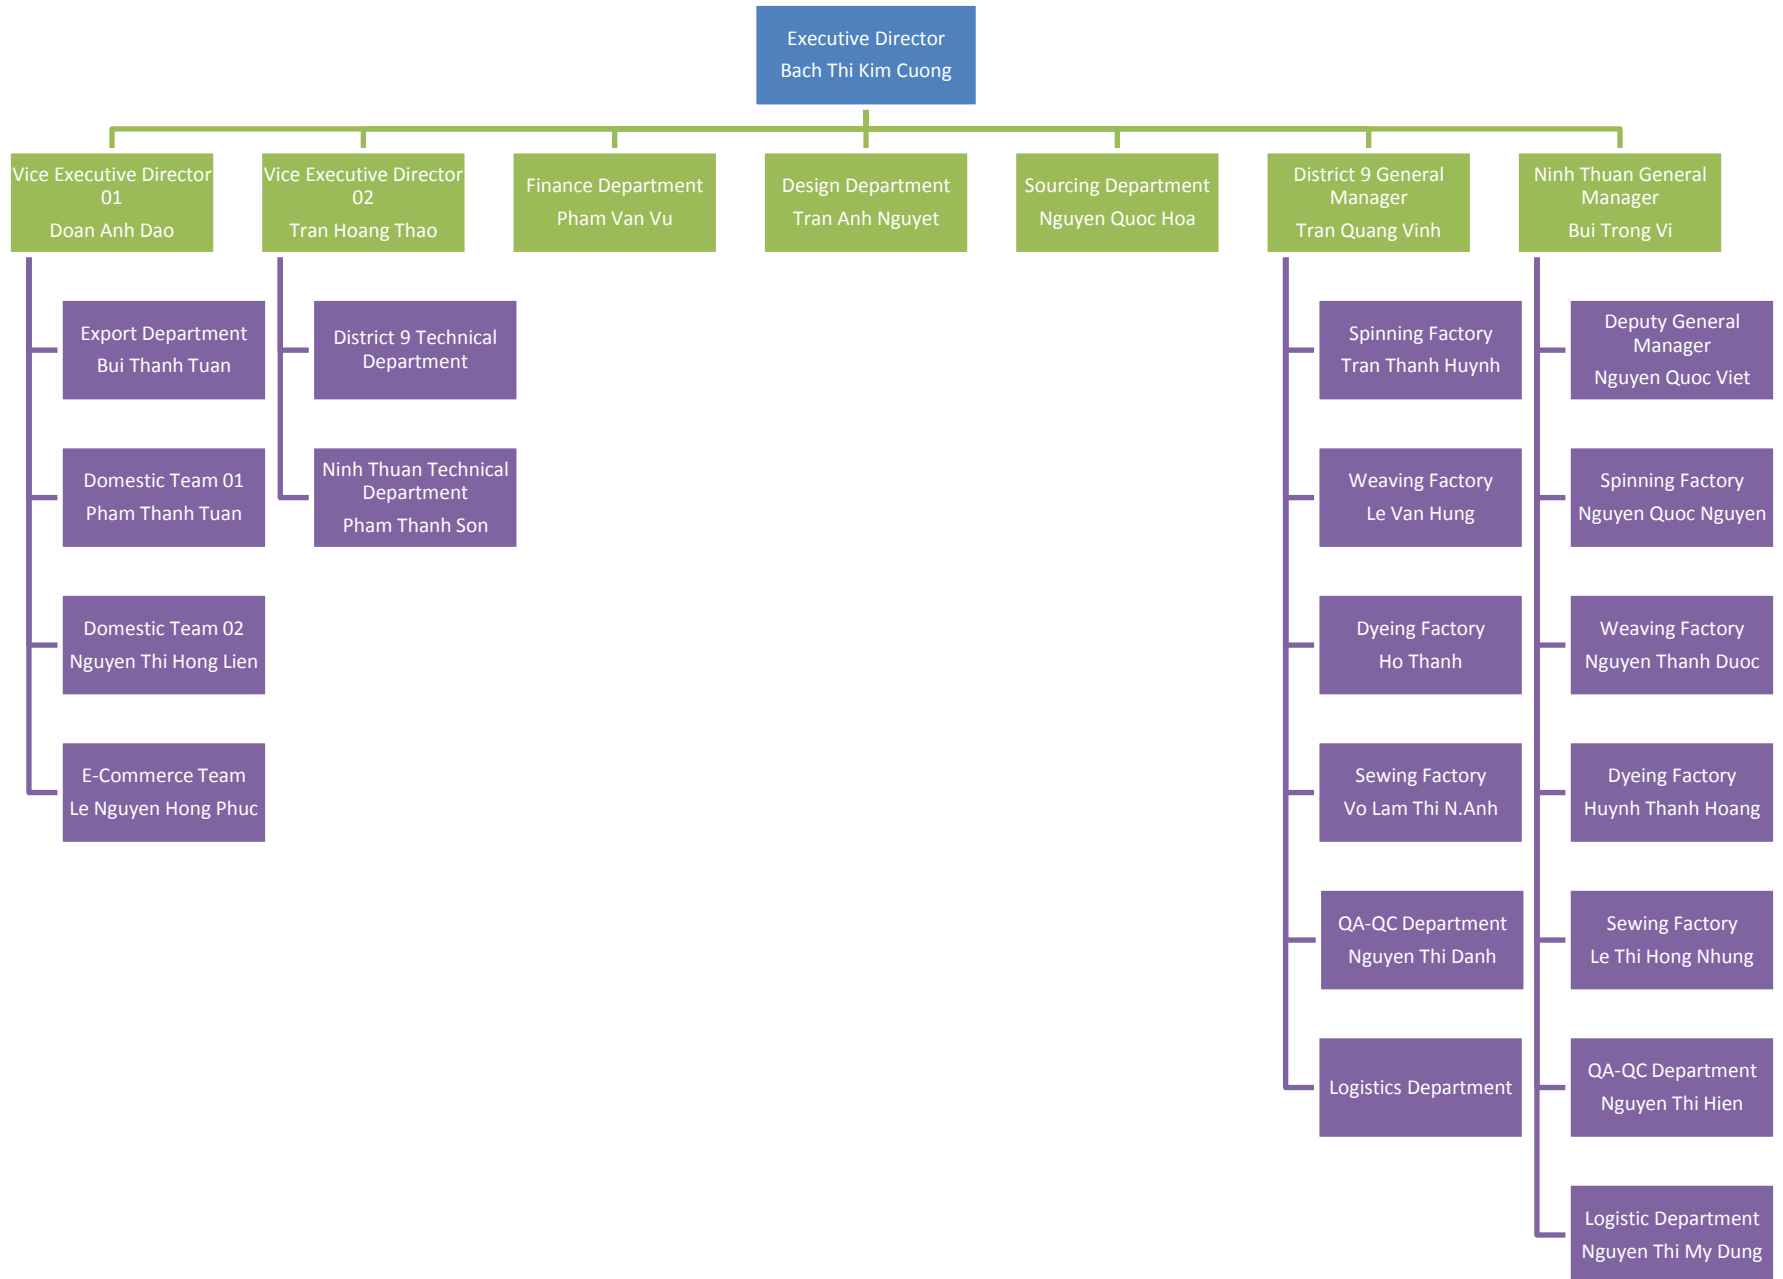 Executive Director
Bach Thi Kim Cuong
Vice Executive Director
01
Doan Anh Dao
Vice Executive Director
02
Tran Hoang Thao
Finance Department
Pham Van Vu
Design Department
Tran Anh Nguyet
Sourcing Department
Nguyen Quoc Hoa
District 9 General
Manager
Tran Quang Vinh
Ninh Thuan General
Manager
Bui Trong Vi
Export Department
Bui Thanh Tuan
Domestic Team 01
Pham Thanh Tuan
Domestic Team 02
Nguyen Thi Hong Lien
E-Commerce Team
Le Nguyen Hong Phuc
District 9 Technical
Department
Ninh Thuan Technical
Department
Pham Thanh Son
Spinning Factory
Tran Thanh Huynh
Weaving Factory
Le Van Hung
Dyeing Factory
Ho Thanh
Sewing Factory
Vo Lam Thi N.Anh
QA-QC Department
Nguyen Thi Danh
Logistics Department
Deputy General
Manager
Nguyen Quoc Viet
Spinning Factory
Nguyen Quoc Nguyen
Weaving Factory
Nguyen Thanh Duoc
Dyeing Factory
Huynh Thanh Hoang
Sewing Factory
Le Thi Hong Nhung
QA-QC Department
Nguyen Thi Hien
Logistic Department
Nguyen Thi My Dung